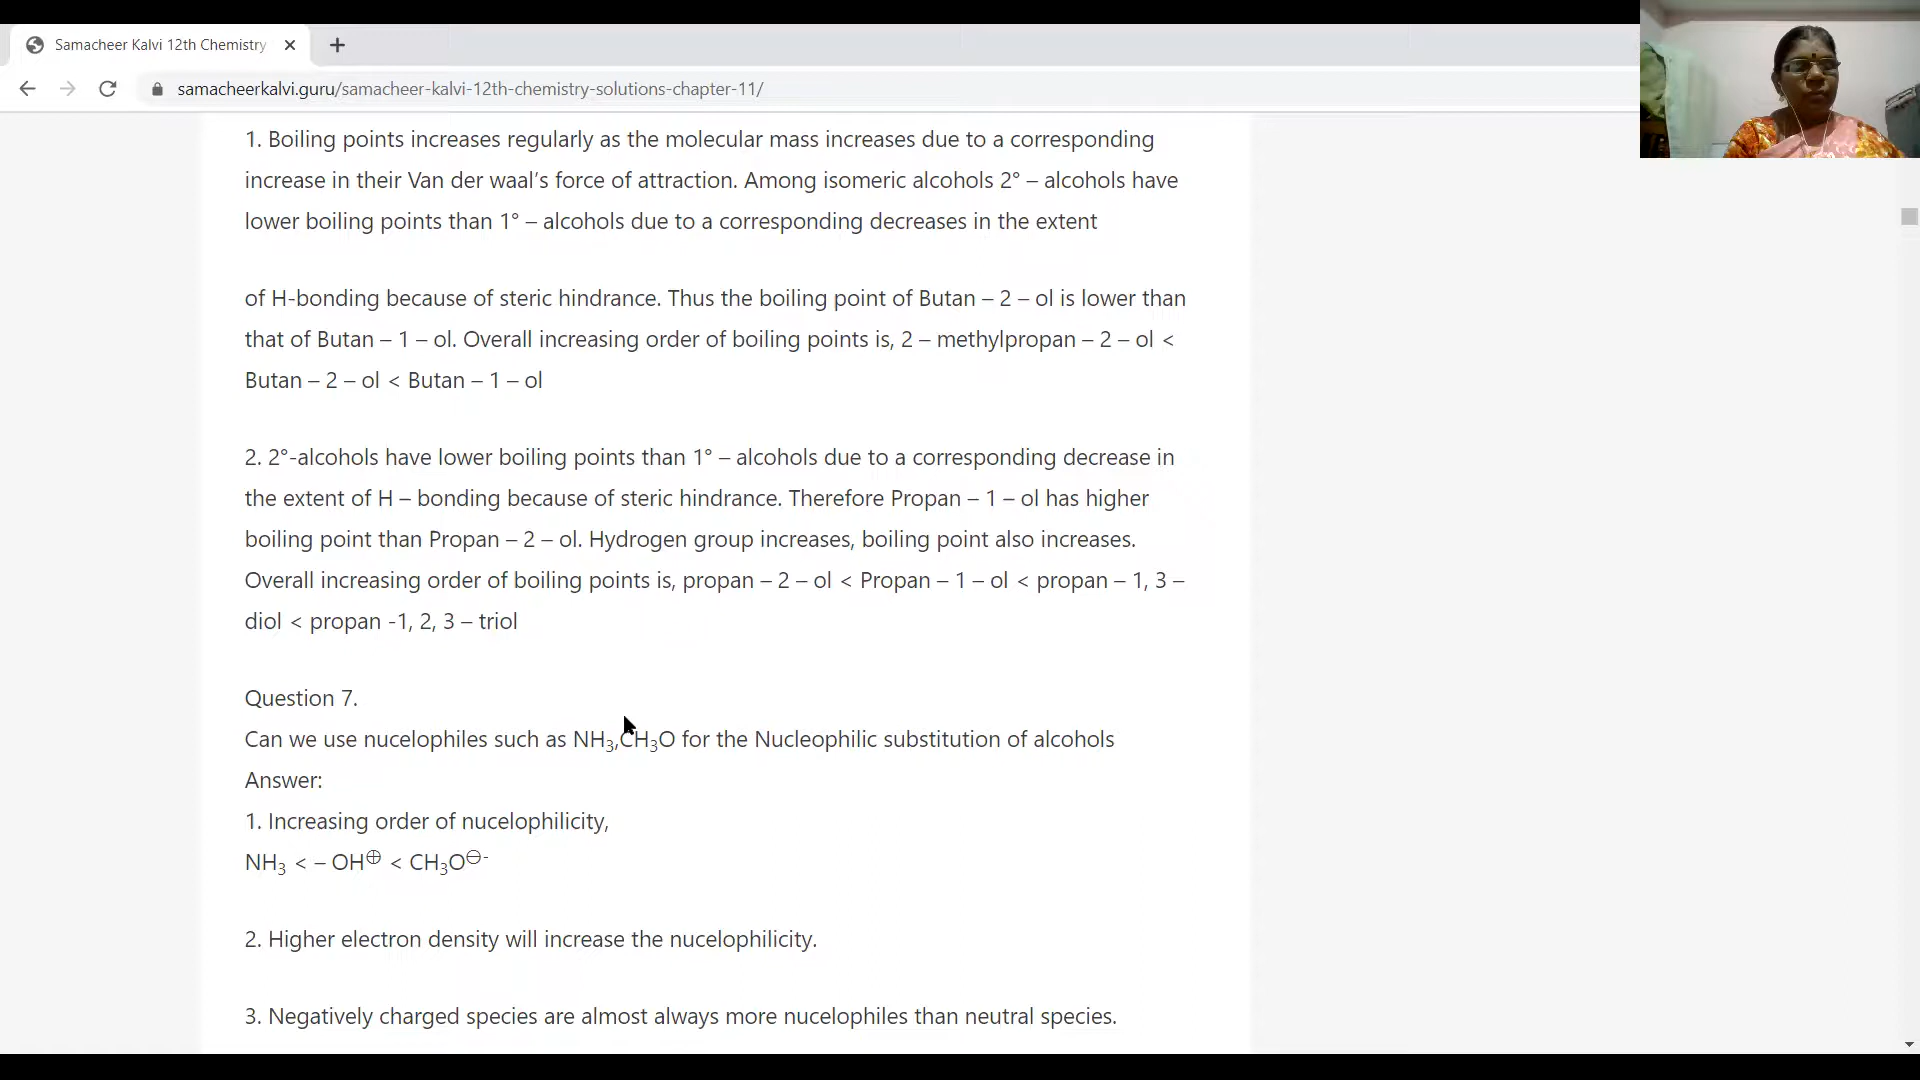 Samacheer Kalvi 12th Chemistry
samacheerkalvi.guru/samacheer-kalvi-12th-chemistry-solutions-chapter-11/
1. Boiling points increases regularly as the molecular mass increases due to a corresponding
increase in their Van der waal’s force of attraction. Among isomeric alcohols 2° – alcohols have
lower boiling points than 1° – alcohols due to a corresponding decreases in the extent
of H-bonding because of steric hindrance. Thus the boiling point of Butan – 2 – ol is lower than
that of Butan – 1 – ol. Overall increasing order of boiling points is, 2 – methylpropan – 2 – ol <
Butan – 2 – ol < Butan – 1 – ol
2. 2°-alcohols have lower boiling points than 1° – alcohols due to a corresponding decrease in
the extent of H – bonding because of steric hindrance. Therefore Propan – 1 – ol has higher
boiling point than Propan – 2 – ol. Hydrogen group increases, boiling point also increases.
Overall increasing order of boiling points is, propan – 2 – ol < Propan – 1 – ol < propan – 1, 3 –
diol < propan -1, 2, 3 – triol
Question 7.
Can we use nucelophiles such as NH₃,CH₃O for the Nucleophilic substitution of alcohols
Answer:
1. Increasing order of nucelophilicity,
NH₃ < – OH⊕ < CH₃O⊖-
2. Higher electron density will increase the nucelophilicity.
3. Negatively charged species are almost always more nucelophiles than neutral species.